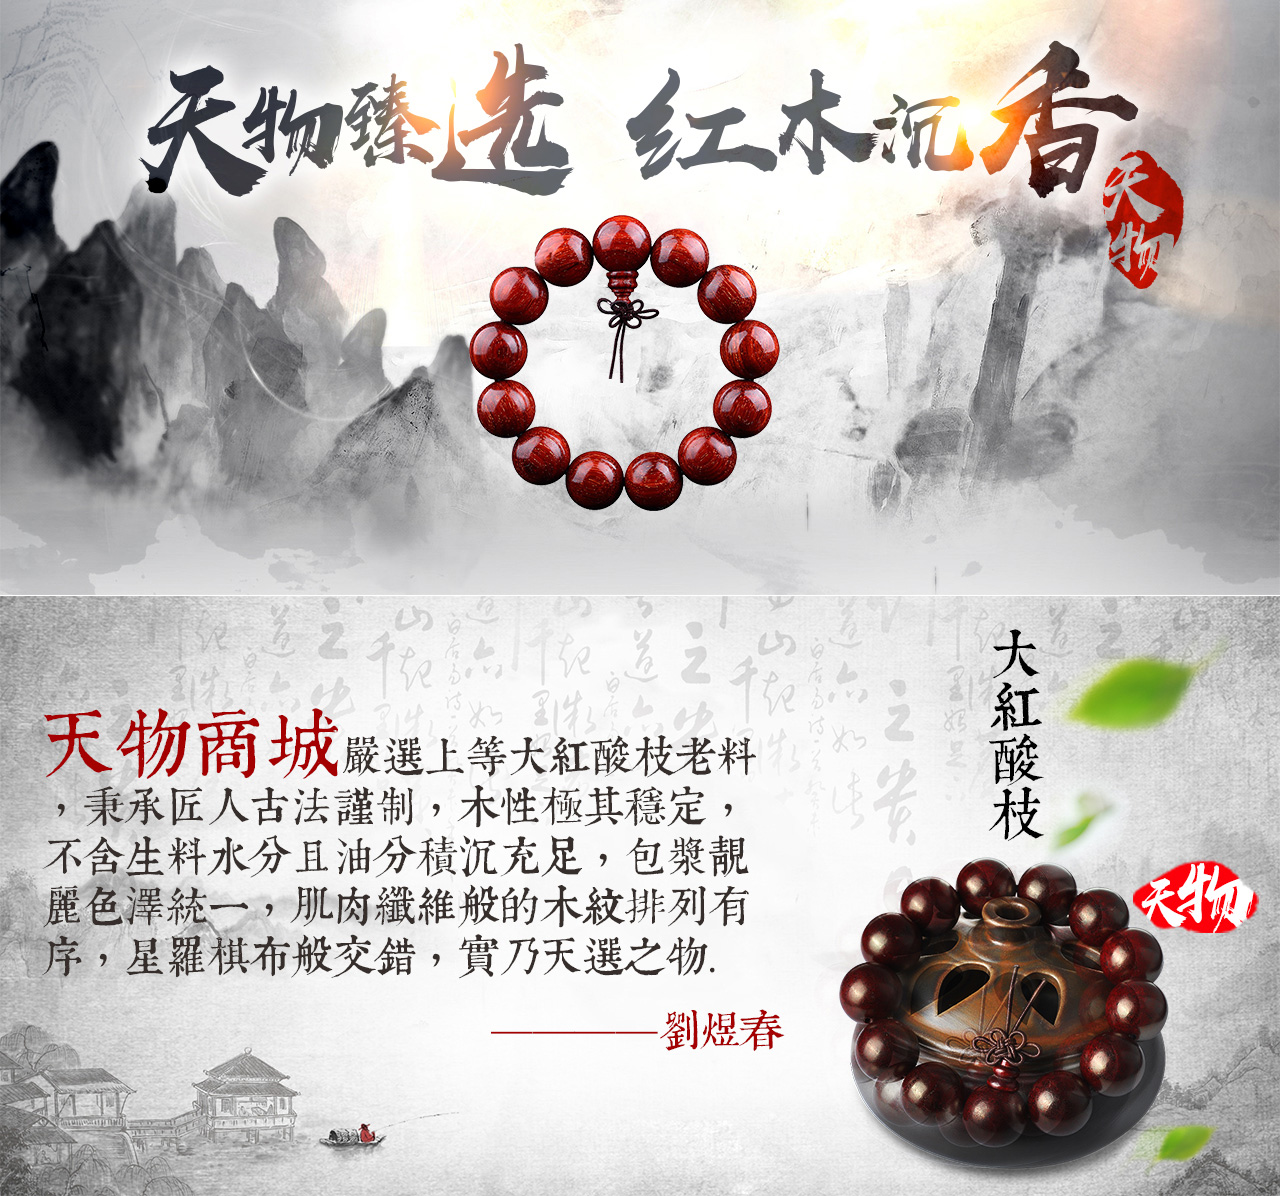 天物臻选 红木沉香
天物
大紅酸枝
天物商城嚴選上等大紅酸枝老料
，秉承匠人古法謹制，木性極其穩定，
不含生料水分且油分積沉充足，包漿靚
麗色澤統一，肌肉纖維般的木紋排列有
序，星羅棋布般交錯，實乃天選之物.
————劉煜春
天物